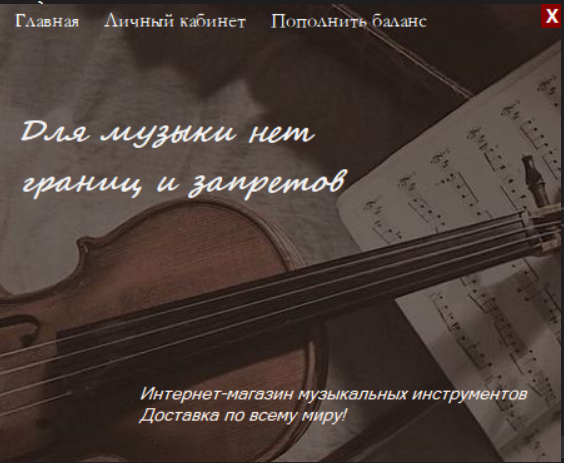 Главная Личный кабинет Пополнить баланс X
Для музыки нет
границ и запретов
Интернет-магазин музыкальных инструментов
Доставка по всему миру!